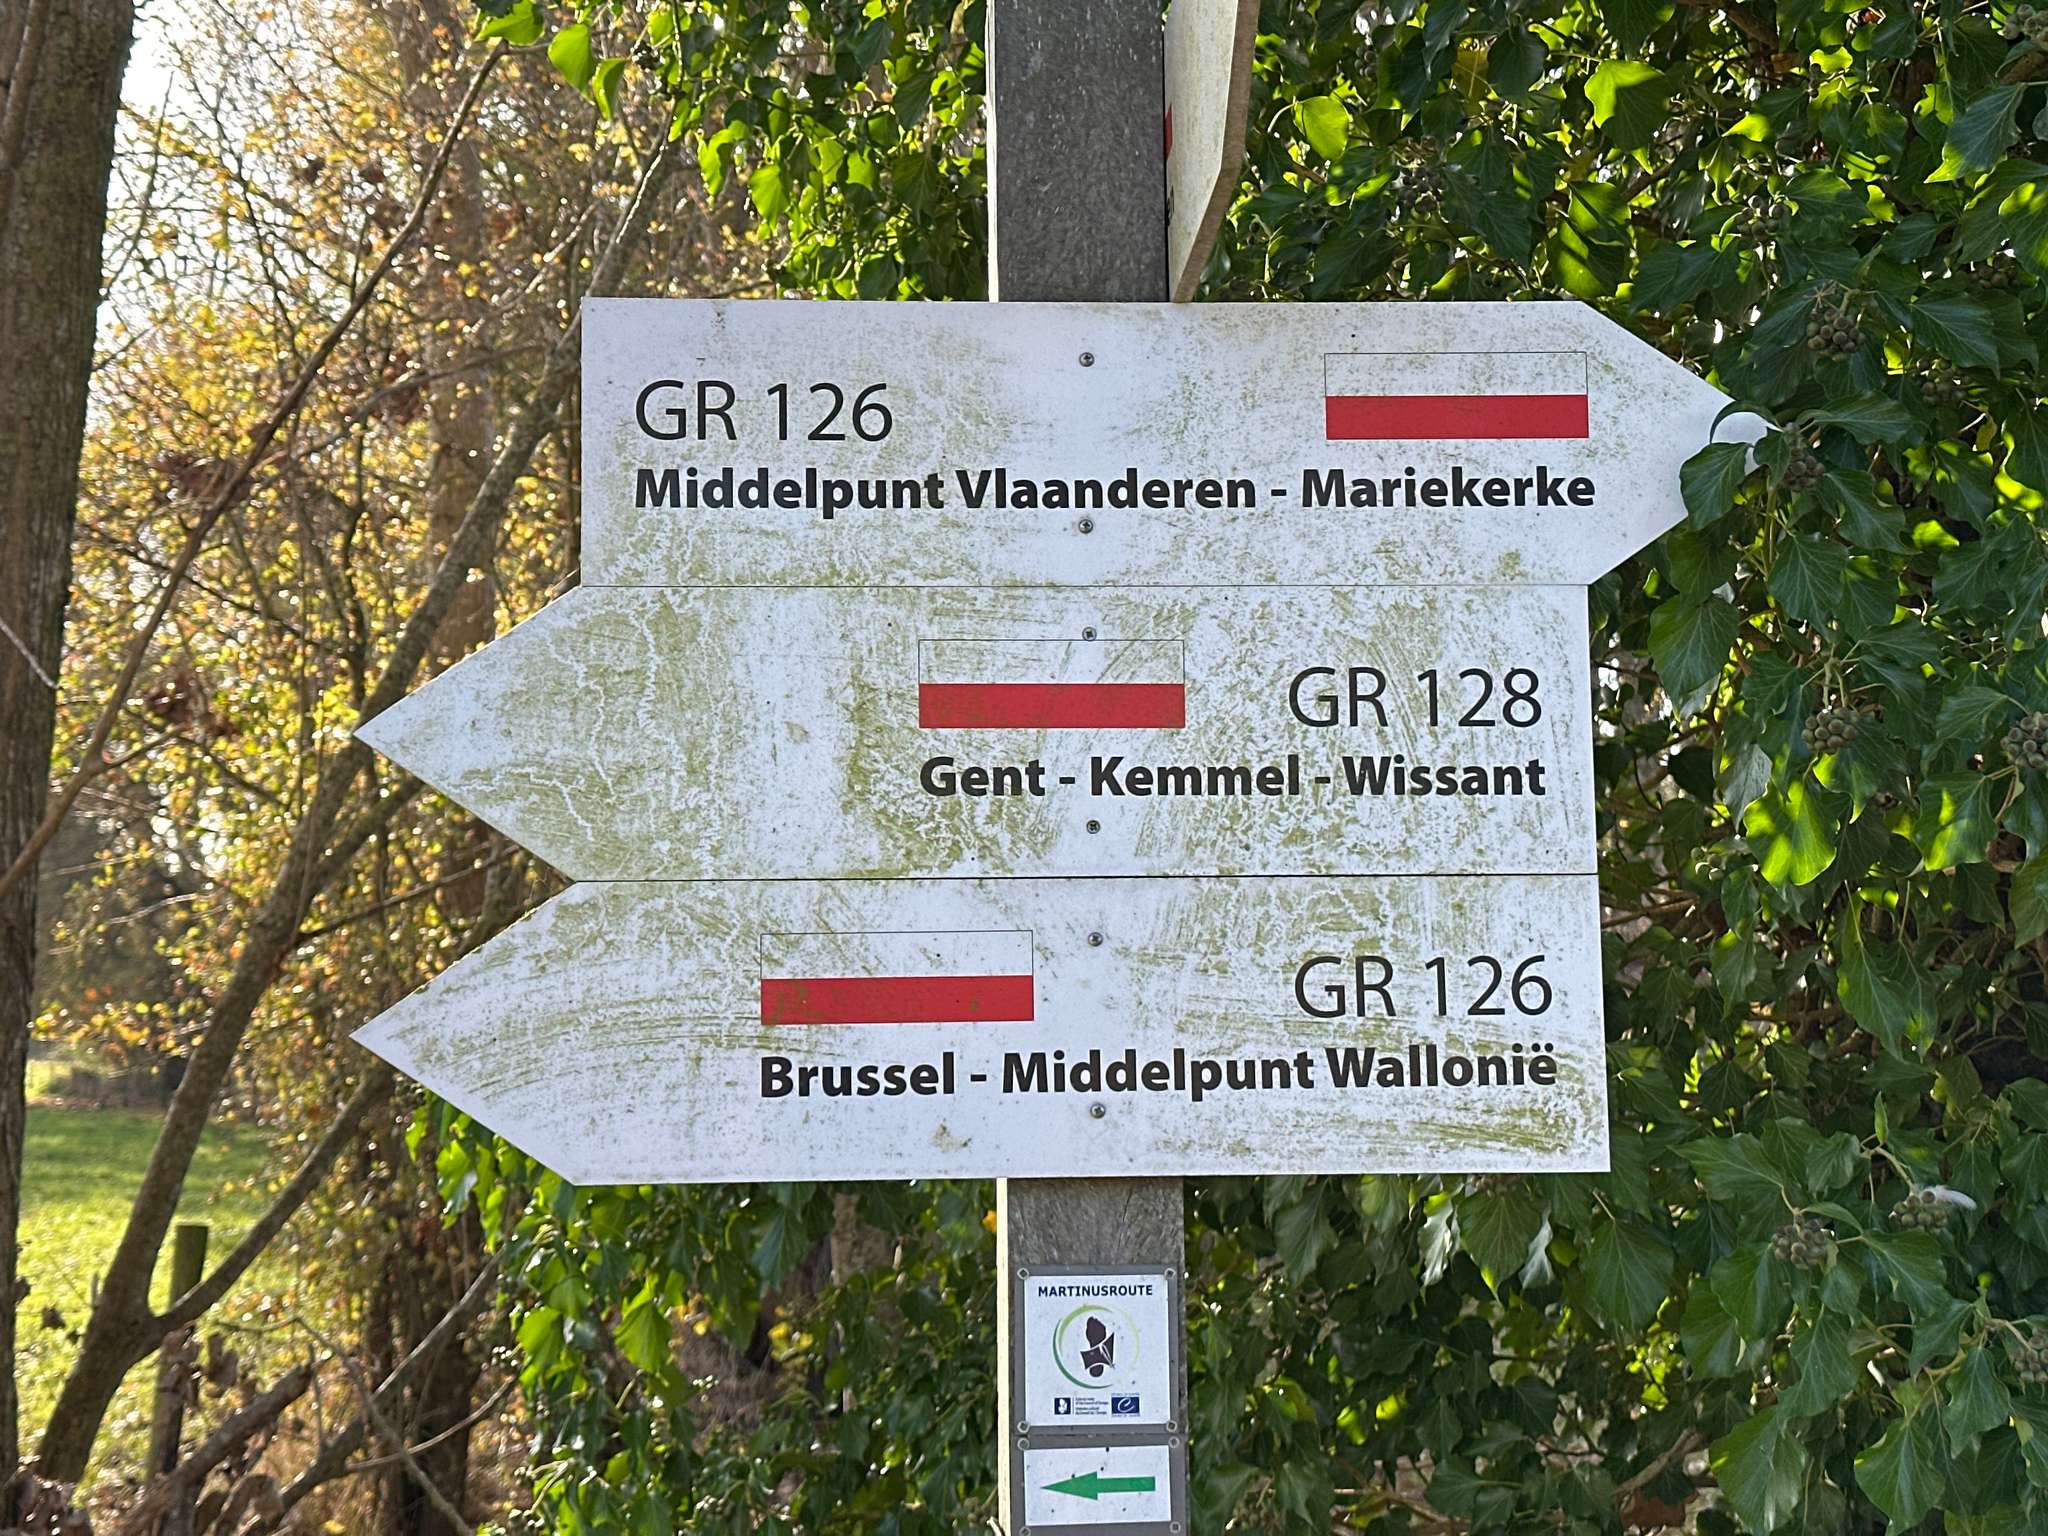 GR 126
Middelpunt Vlaanderen - Mariekerke
GR 128
Gent - Kemmel - Wissant
GR 126
Brussel - Middelpunt Wallonië
MARTINUSROUTE